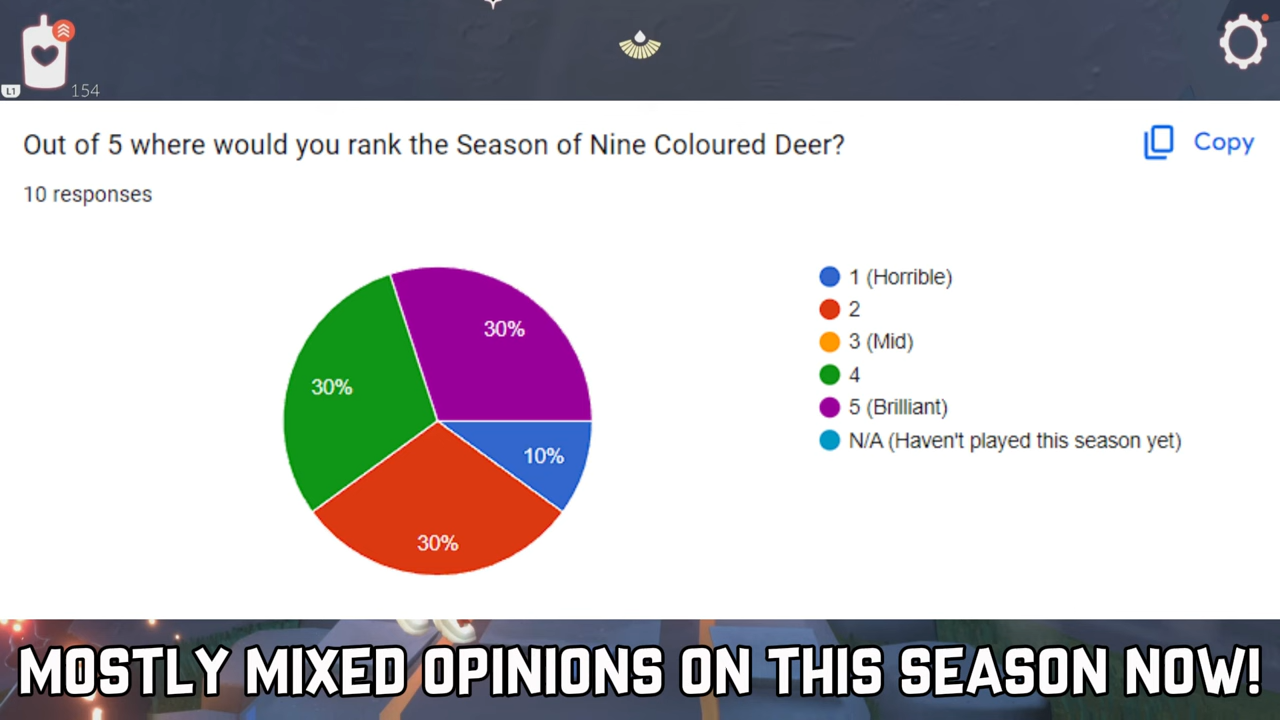 L1
154
Out of 5 where would you rank the Season of Nine Coloured Deer?
Copy
10 responses
30%
30%
10%
30%
1 (Horrible)
2
3 (Mid)
4
5 (Brilliant)
N/A (Haven't played this season yet)
MOSTLY MIXED OPINIONS ON THIS SEASON NOW!